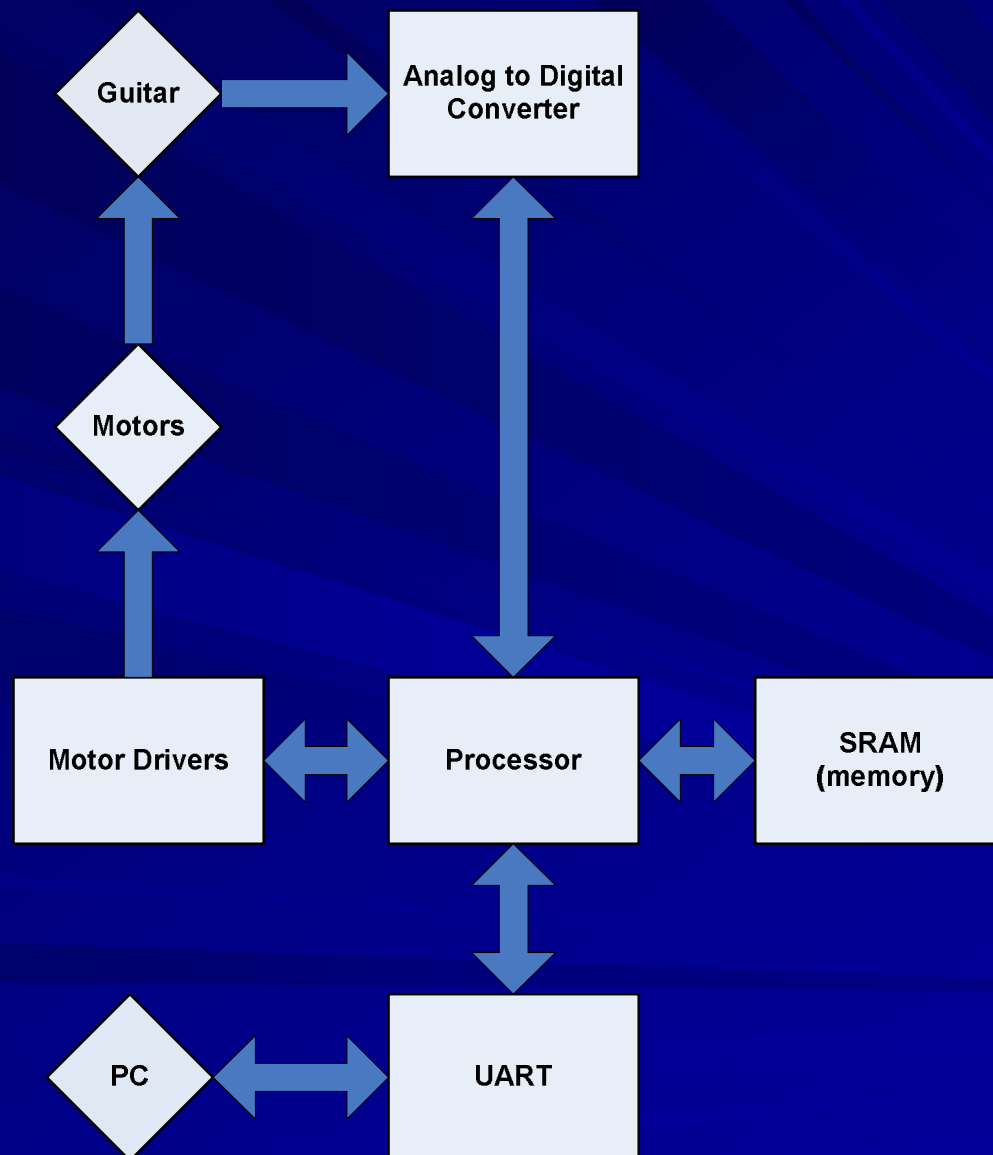 Guitar
Analog to Digital
Converter
Motors
Motor Drivers
Processor
SRAM
(memory)
PC
UART